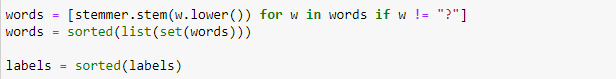 words = [stemmer.stem(w.lower()) for w in words if w != "?"]
words = sorted(list(set(words)))
labels = sorted(labels)